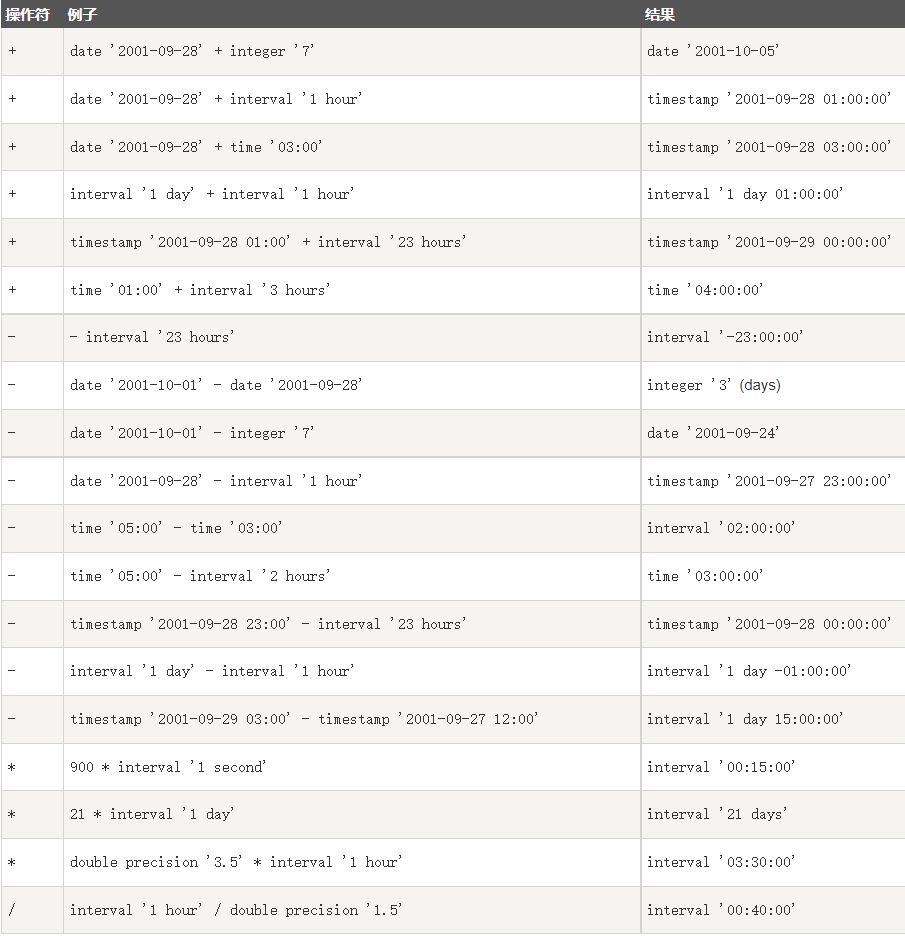 操作符 例子 结果
+ date '2001-09-28' + integer '7' date '2001-10-05'
+ date '2001-09-28' + interval '1 hour' timestamp '2001-09-28 01:00:00'
+ date '2001-09-28' + time '03:00' timestamp '2001-09-28 03:00:00'
+ interval '1 day' + interval '1 hour' interval '1 day 01:00:00'
+ timestamp '2001-09-28 01:00' + interval '23 hours' timestamp '2001-09-29 00:00:00'
+ time '01:00' + interval '3 hours' time '04:00:00'
- - interval '23 hours' interval '-23:00:00'
- date '2001-10-01' - date '2001-09-28' integer '3' (days)
- date '2001-10-01' - integer '7' date '2001-09-24'
- date '2001-09-28' - interval '1 hour' timestamp '2001-09-27 23:00:00'
- time '05:00' - time '03:00' interval '02:00:00'
- time '05:00' - interval '2 hours' time '03:00:00'
- timestamp '2001-09-28 23:00' - interval '23 hours' timestamp '2001-09-28 00:00:00'
- interval '1 day' - interval '1 hour' interval '1 day -01:00:00'
- timestamp '2001-09-29 03:00' - timestamp '2001-09-27 12:00' interval '1 day 15:00:00'
* 900 * interval '1 second' interval '00:15:00'
* 21 * interval '1 day' interval '21 days'
* double precision '3.5' * interval '1 hour' interval '03:30:00'
/ interval '1 hour' / double precision '1.5' interval '00:40:00'